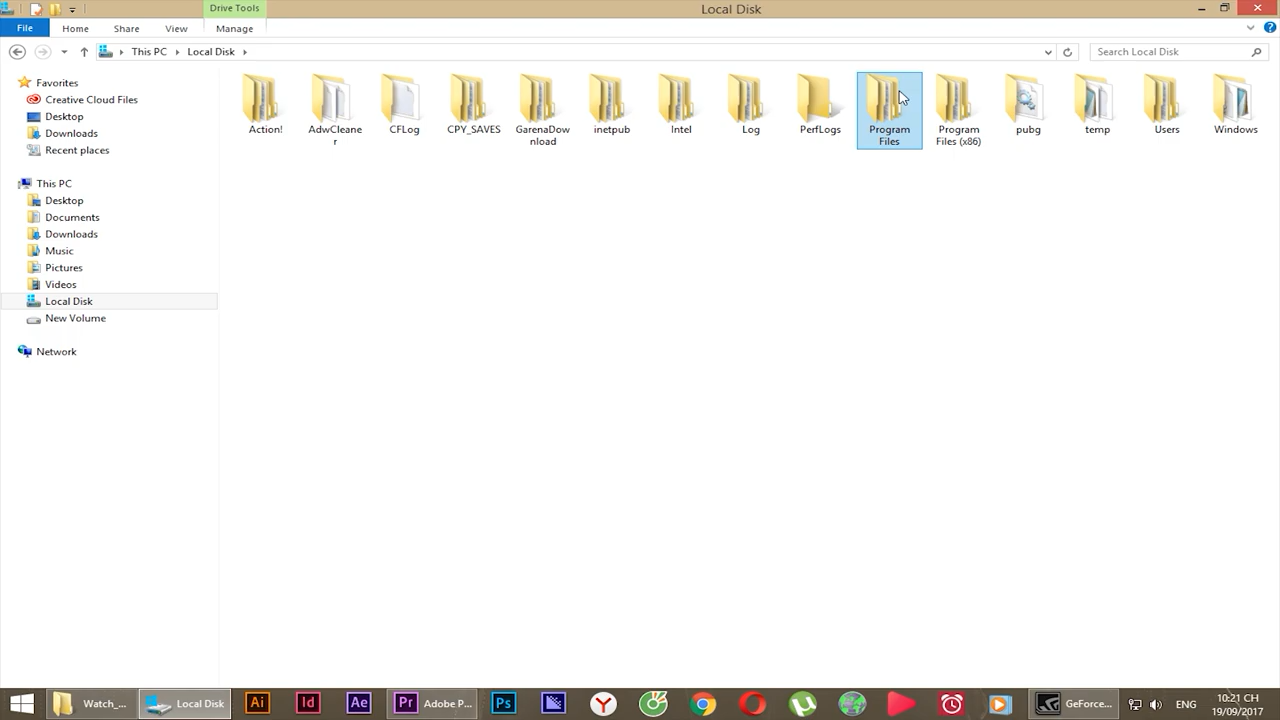 Drive Tools
Local Disk
File
Home
Share
View
Manage
This PC
Local Disk
Search Local Disk
Favorites
Creative Cloud Files
Desktop
Downloads
Recent places
This PC
Desktop
Documents
Downloads
Music
Pictures
Videos
Local Disk
New Volume
Network
Action!
AdwCleane
r
CFLog
CPY_SAVES
GarenaDow
nload
inetpub
Intel
Log
PerfLogs
Program
Files
Program
Files (x86)
pubg
temp
Users
Windows
Watch_...
Local Disk
Ai
Id
Ae
Pr
Adobe P...
Ps
Y
GeForce...
ENG
10:21 CH
19/09/2017